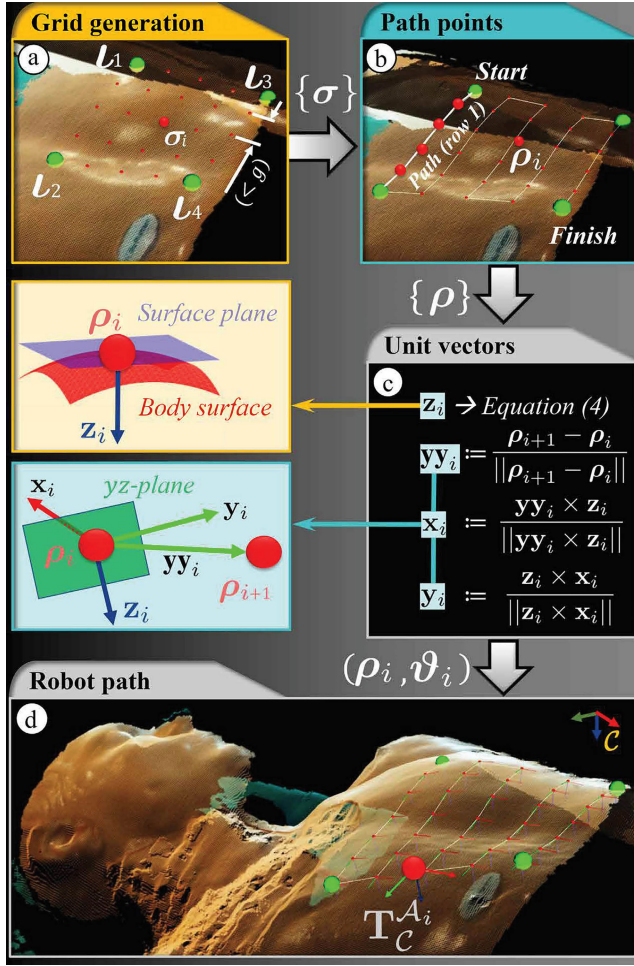 Grid generation
a
𝜾₁
𝜾₃
σᵢ
𝜾₂
𝜾₄
(> g)
{σ}
Path points
b
Start
Path (row 1)
ρᵢ
Finish
{ρ}
ρᵢ
Surface plane
Body surface
zᵢ
Unit vectors
c
zᵢ → Equation (4)
yyᵢ := (ρᵢ₊₁ − ρᵢ) / ||ρᵢ₊₁ − ρᵢ||
xᵢ := (yyᵢ × zᵢ) / ||yyᵢ × zᵢ||
yᵢ := (zᵢ × xᵢ) / ||zᵢ × xᵢ||
xᵢ
yz-plane
yᵢ
ρᵢ
yyᵢ
ρᵢ₊₁
zᵢ
(ρᵢ, ϑᵢ)
Robot path
d
𝒞
T_𝒞^𝒜ᵢ